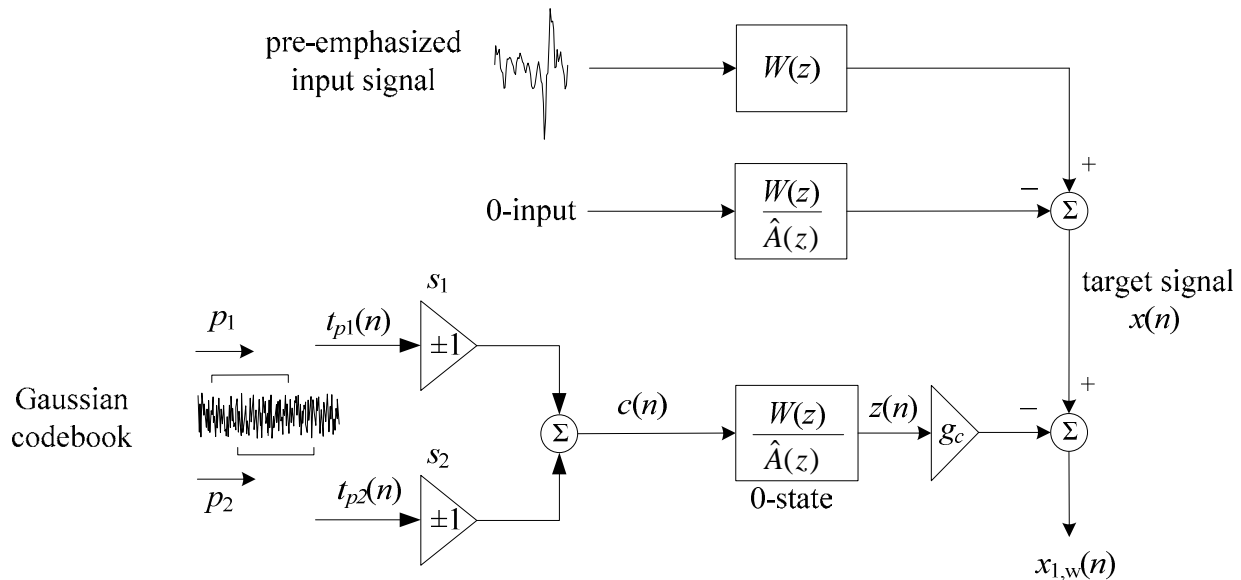 pre-emphasized
input signal
W(z)
+
0-input
W(z)
Â(z)
−
Σ
target signal
x(n)
Gaussian
codebook
p1
p2
tp1(n)
s1
±1
tp2(n)
s2
±1
Σ
c(n)
W(z)
Â(z)
0-state
z(n)
gc
−
+
Σ
x1,w(n)